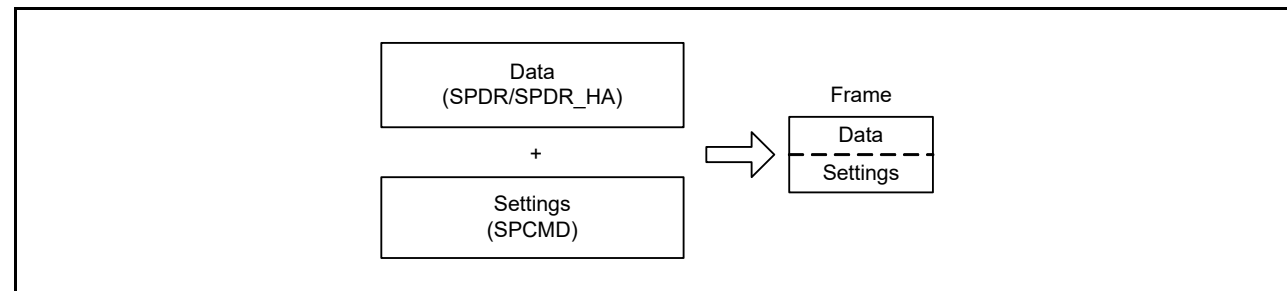 Data
(SPDR/SPDR_HA)
+
Settings
(SPCMD)
Frame
Data
Settings